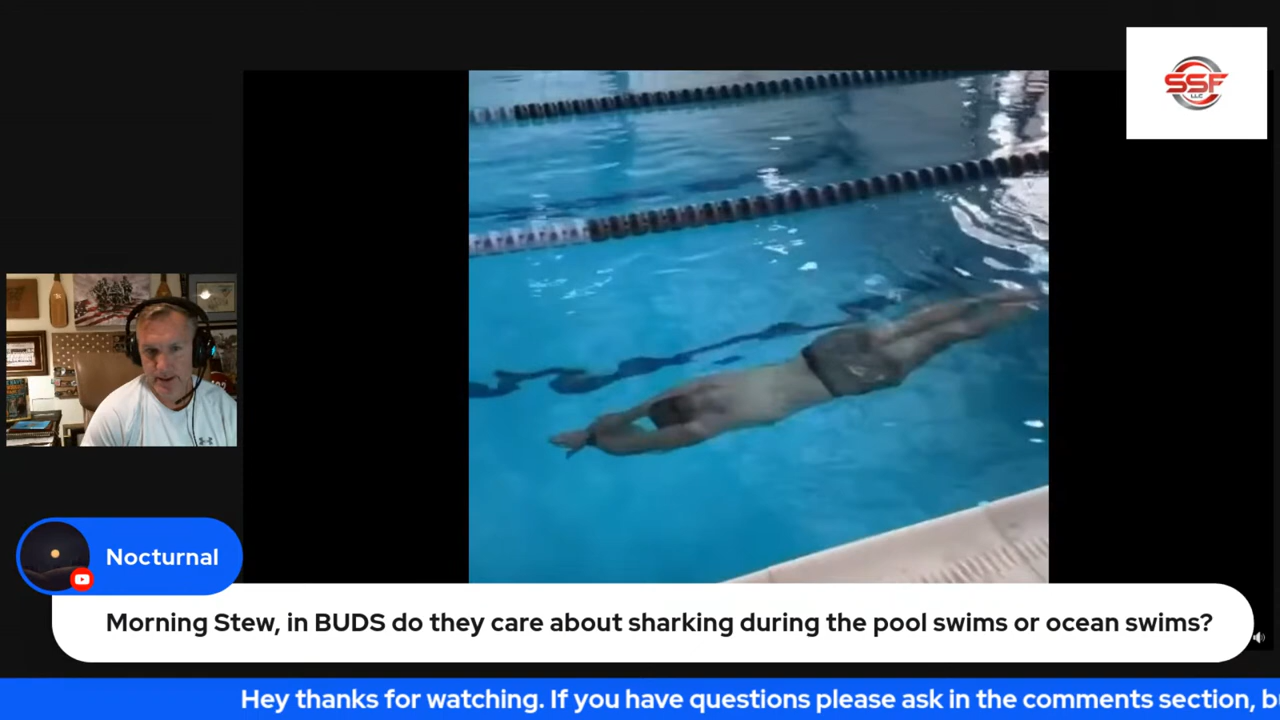 SSF
LLC
Nocturnal
Morning Stew, in BUDS do they care about sharking during the pool swims or ocean swims?
Hey thanks for watching. If you have questions please ask in the comments section, b